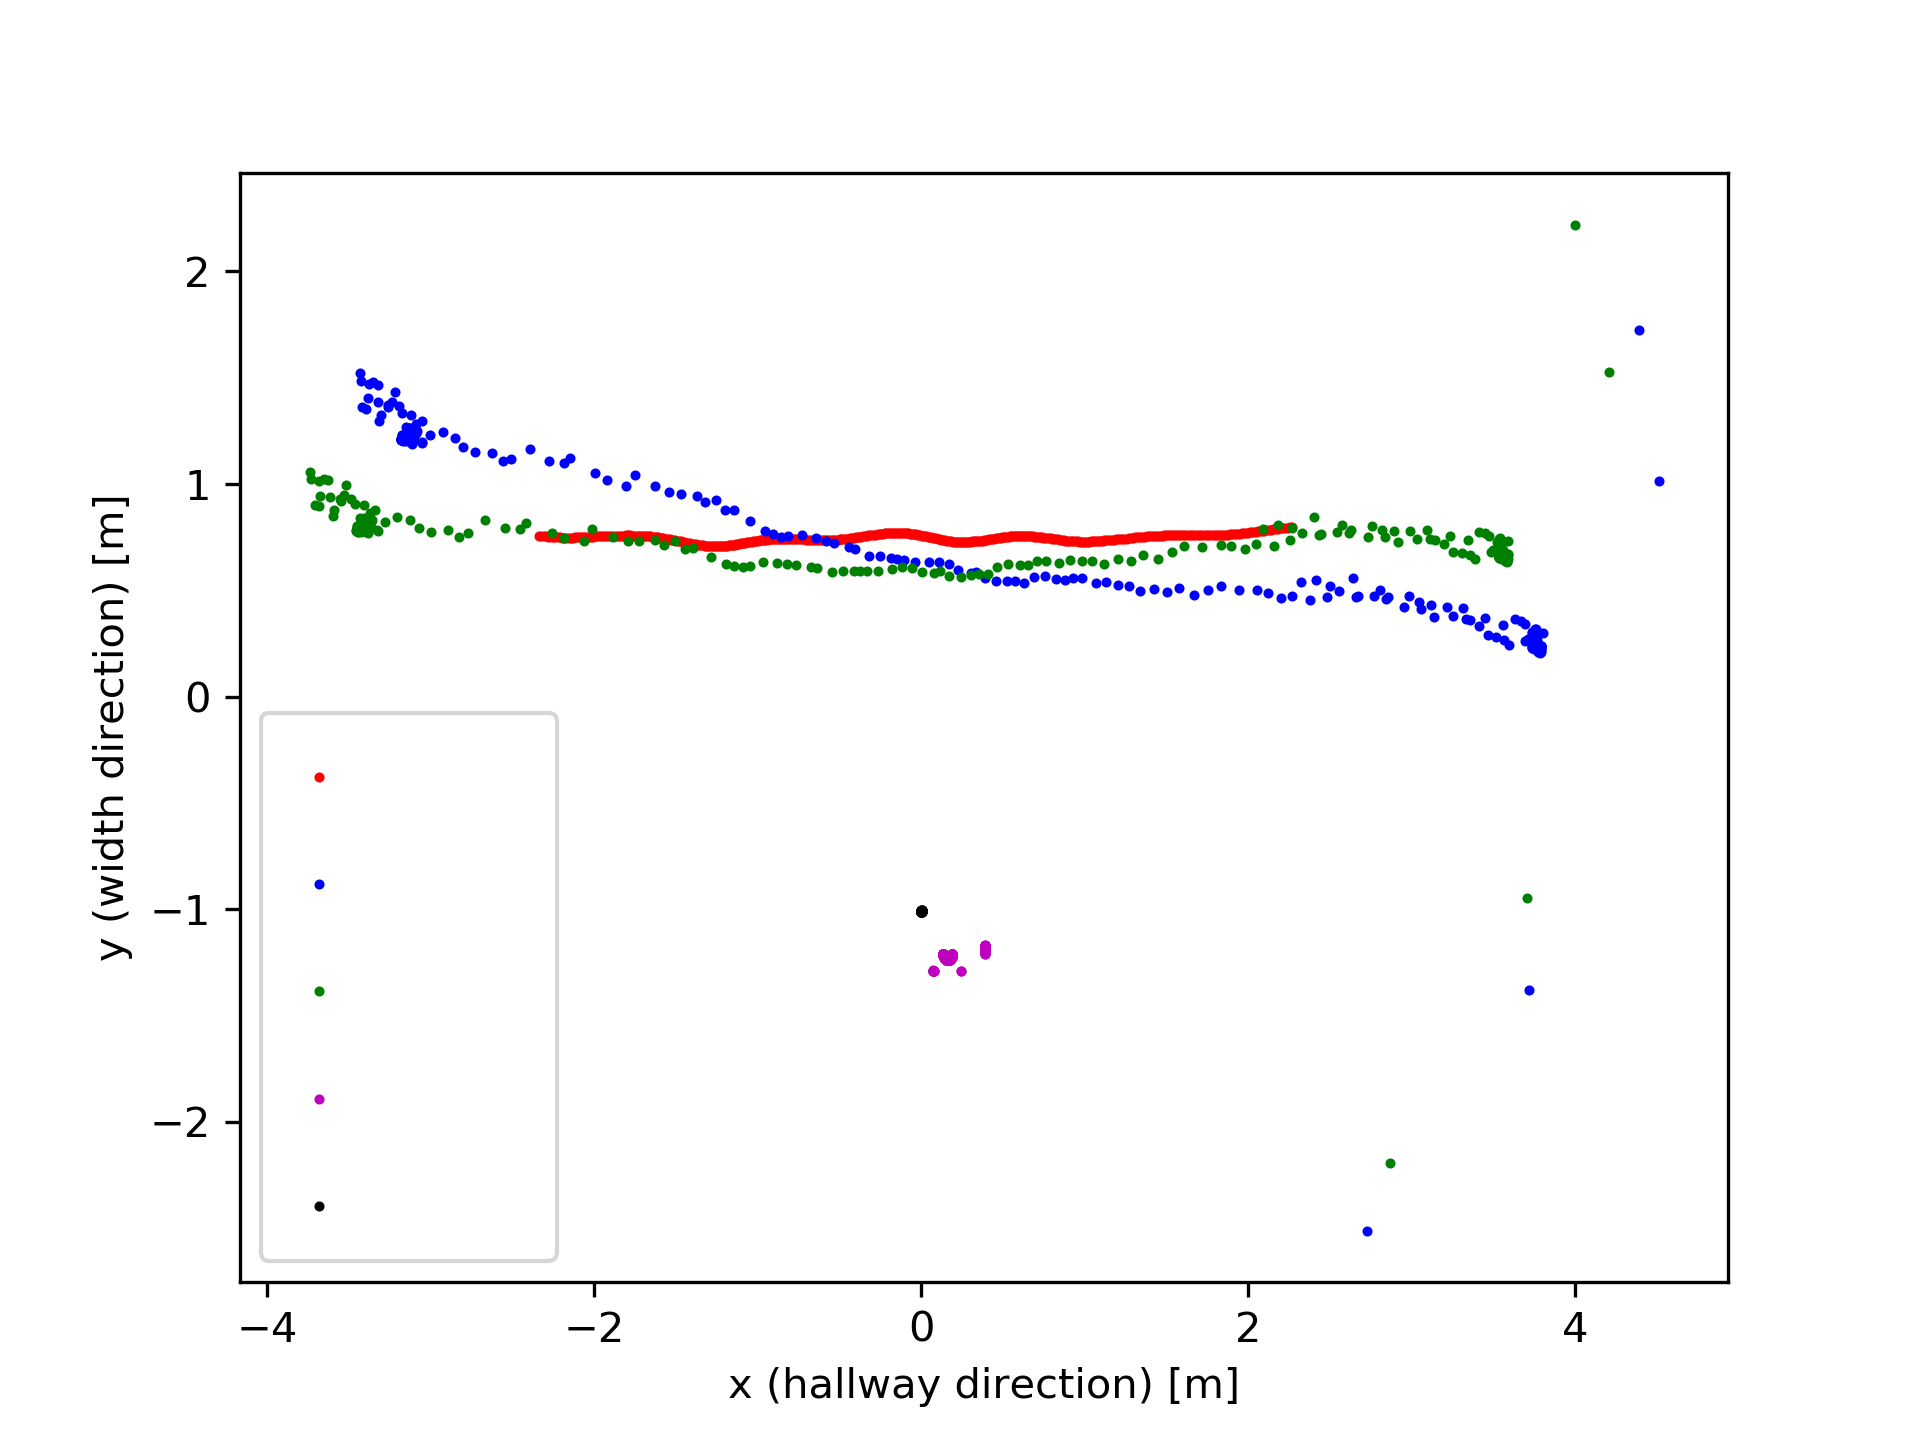 2
1
0
−1
−2
y (width direction) [m]
−4 −2 0 2 4
x (hallway direction) [m]